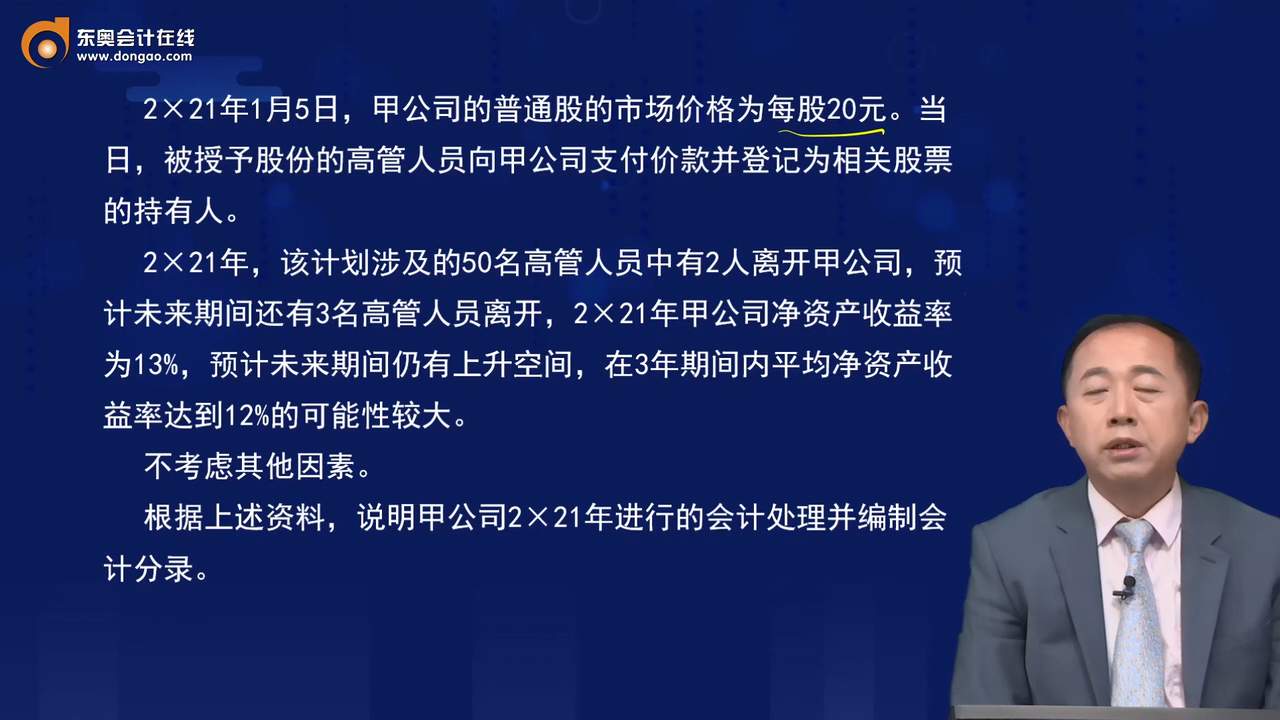 东奥会计在线
www.dongao.com
2×21年1月5日，甲公司的普通股的市场价格为每股20元。当
日，被授予股份的高管人员向甲公司支付价款并登记为相关股票
的持有人。
2×21年，该计划涉及的50名高管人员中有2人离开甲公司，预
计未来期间还有3名高管人员离开，2×21年甲公司净资产收益率
为13%，预计未来期间仍有上升空间，在3年期间内平均净资产收
益率达到12%的可能性较大。
不考虑其他因素。
根据上述资料，说明甲公司2×21年进行的会计处理并编制会
计分录。